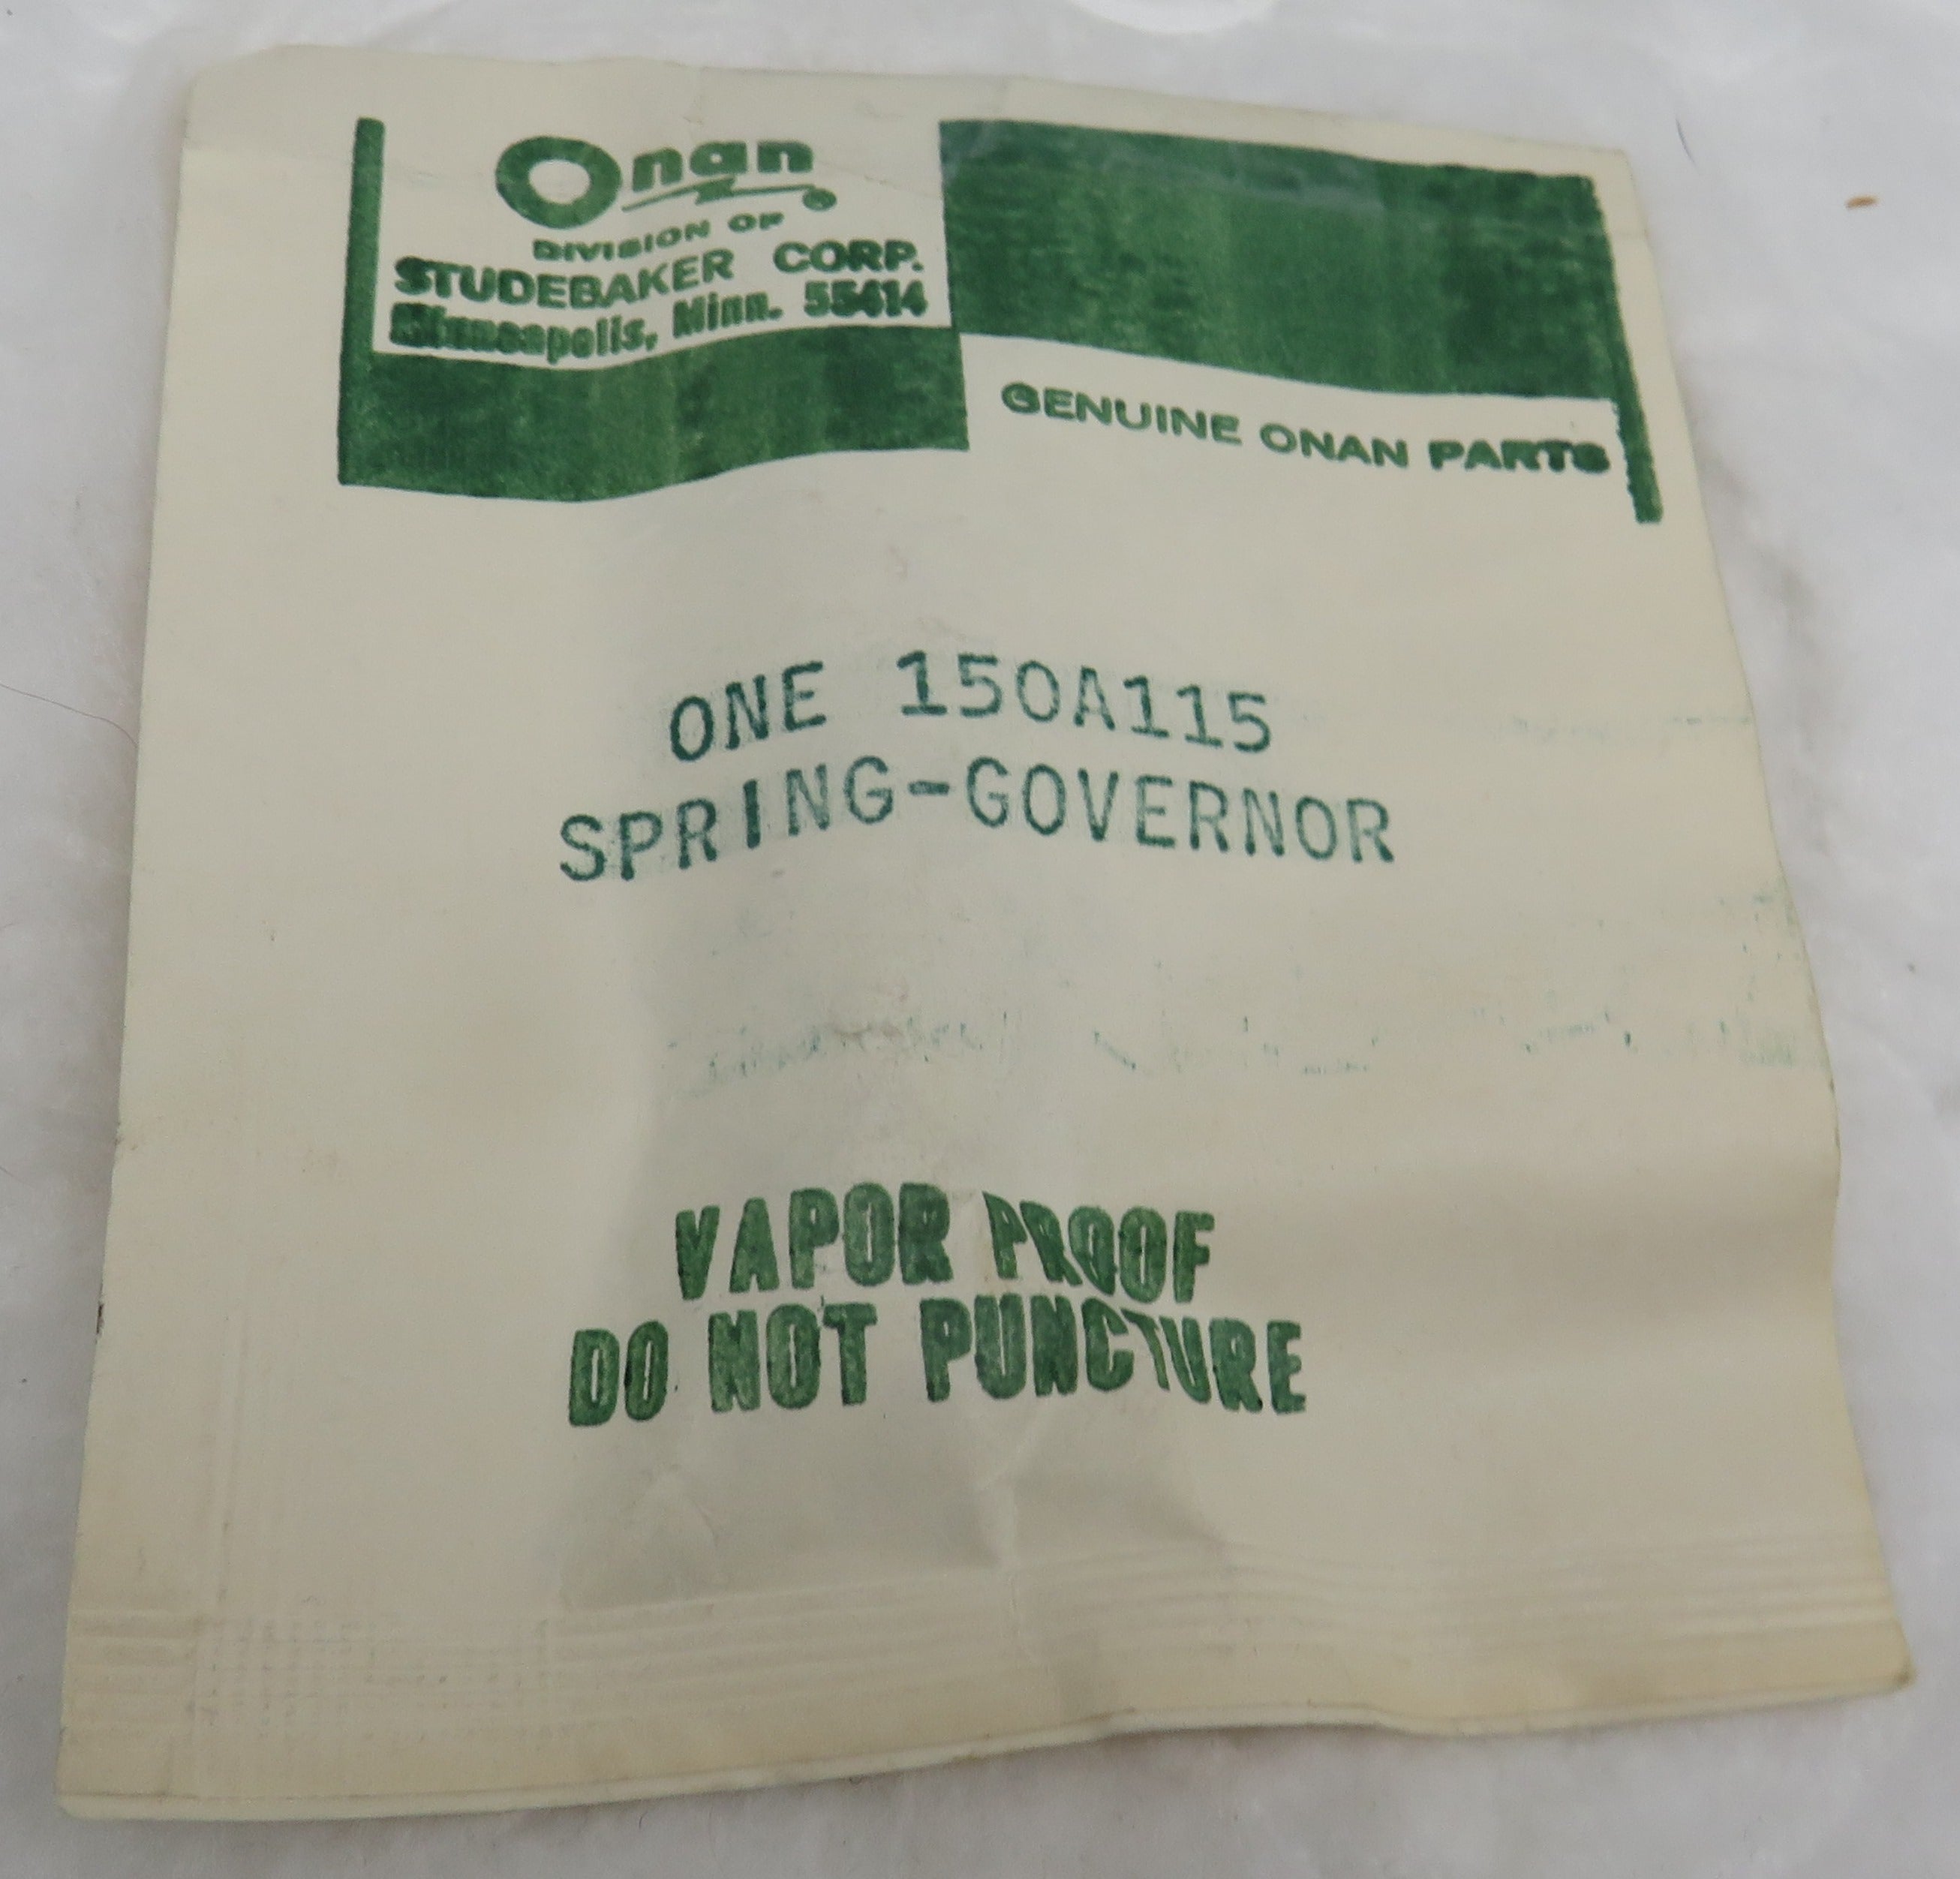 Onan
DIVISION OF
STUDEBAKER CORP.
Minneapolis, Minn. 55414
GENUINE ONAN PARTS
ONE 150A115
SPRING-GOVERNOR
VAPOR PROOF
DO NOT PUNCTURE